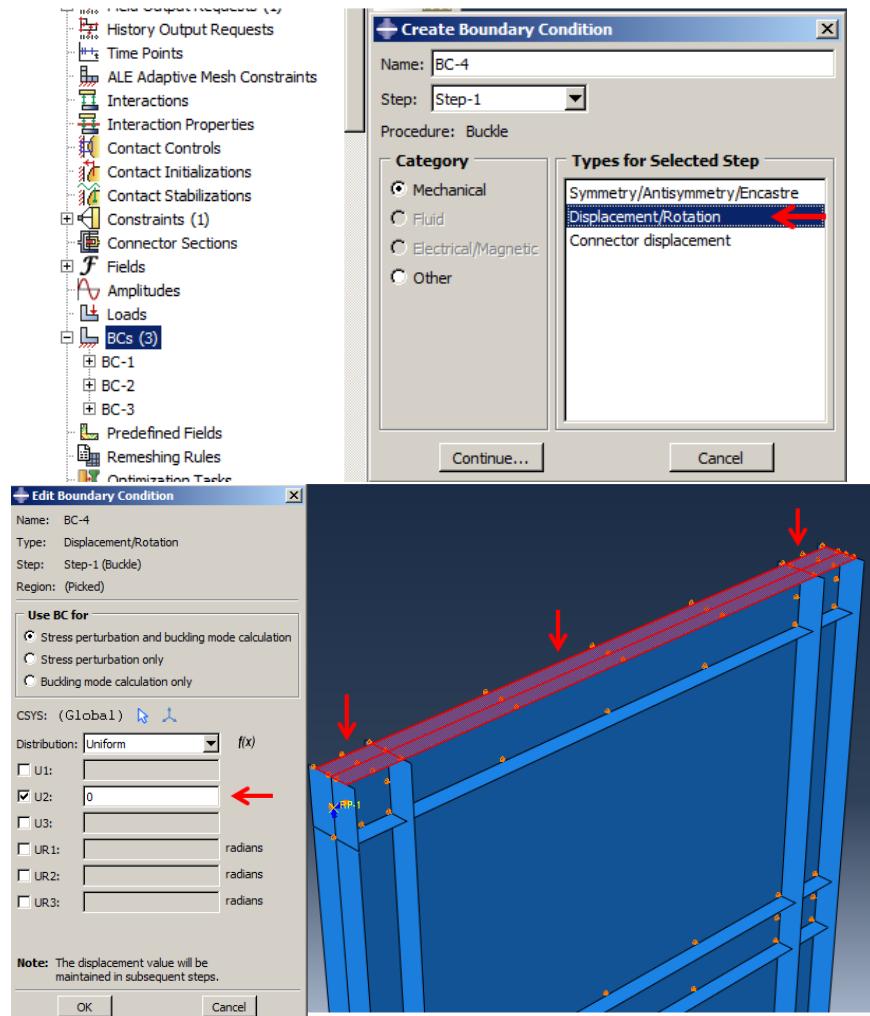 Field Output Requests (1)
History Output Requests
Time Points
ALE Adaptive Mesh Constraints
Interactions
Interaction Properties
Contact Controls
Contact Initializations
Contact Stabilizations
Constraints (1)
Connector Sections
Fields
Amplitudes
Loads
BCs (3)
BC-1
BC-2
BC-3
Predefined Fields
Remeshing Rules
Optimization Tasks
Create Boundary Condition
Name: BC-4
Step: Step-1
Procedure: Buckle
Category
Mechanical
Fluid
Electrical/Magnetic
Other
Types for Selected Step
Symmetry/Antisymmetry/Encastre
Displacement/Rotation
Connector displacement
Continue... Cancel
Edit Boundary Condition
Name: BC-4
Type: Displacement/Rotation
Step: Step-1 (Buckle)
Region: (Picked)
Use BC for
Stress perturbation and buckling mode calculation
Stress perturbation only
Buckling mode calculation only
CSYS: (Global)
Distribution: Uniform f(x)
U1:
U2: 0
U3:
UR1: radians
UR2: radians
UR3: radians
Note: The displacement value will be
maintained in subsequent steps.
OK Cancel
RP-1